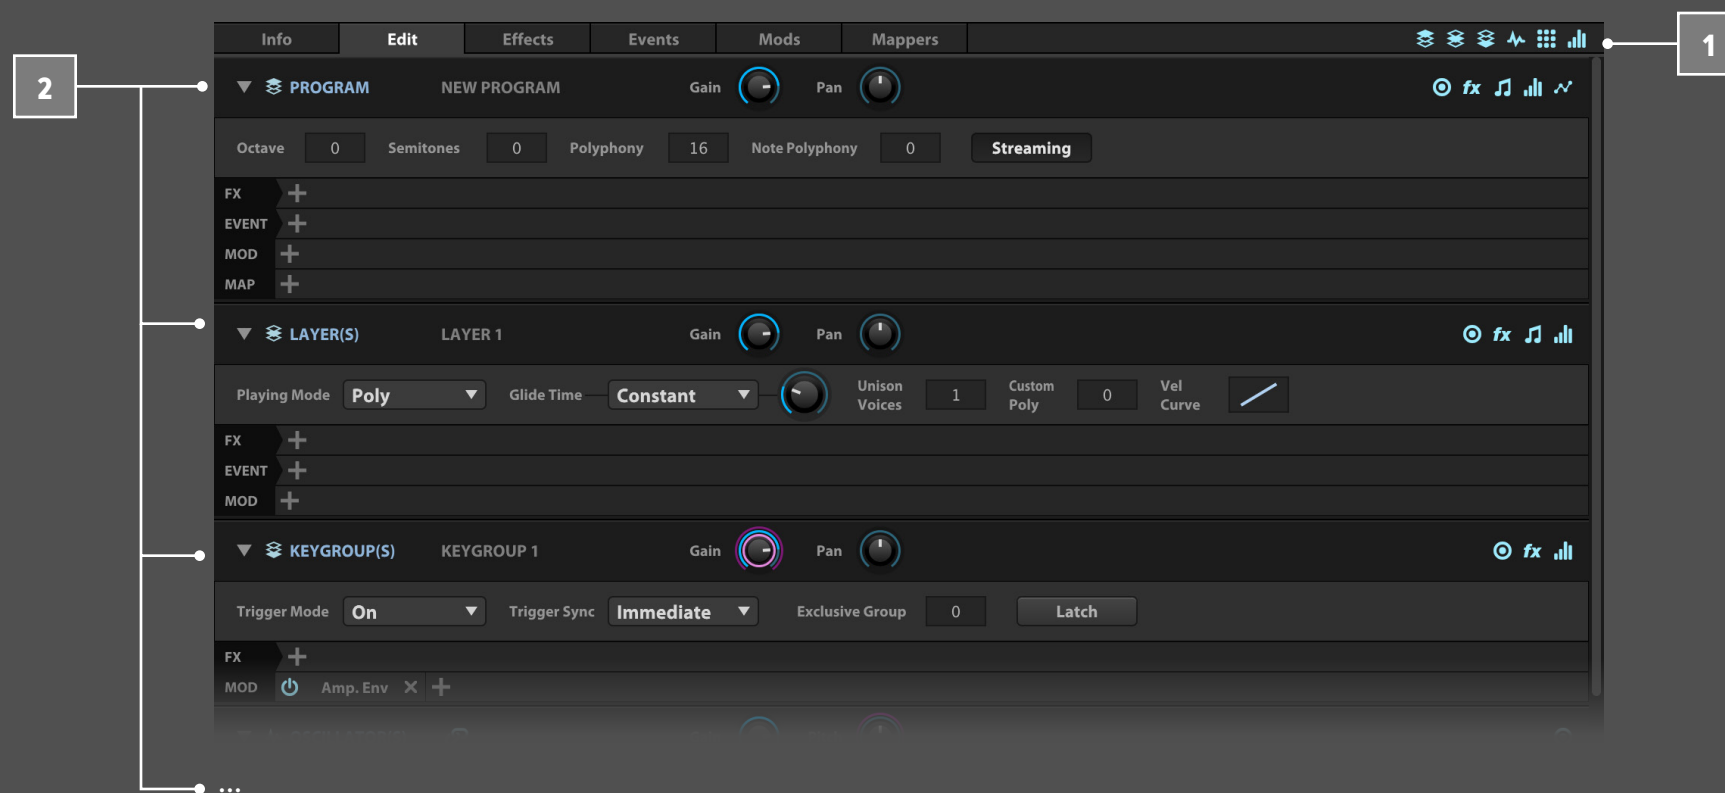 Info Edit Effects Events Mods Mappers
1
2
PROGRAM NEW PROGRAM Gain Pan fx
Octave 0 Semitones 0 Polyphony 16 Note Polyphony 0 Streaming
FX
EVENT
MOD
MAP
LAYER(S) LAYER 1 Gain Pan fx
Playing Mode Poly Glide Time Constant Unison Voices 1 Custom Poly 0 Vel Curve
FX
EVENT
MOD
KEYGROUP(S) KEYGROUP 1 Gain Pan fx
Trigger Mode On Trigger Sync Immediate Exclusive Group 0 Latch
FX
MOD Amp. Env
...